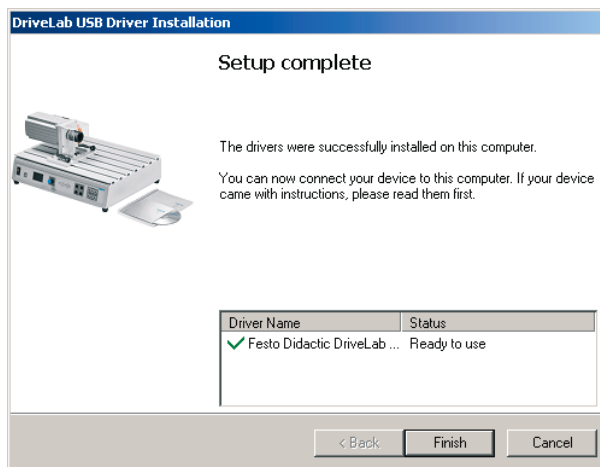 DriveLab USB Driver Installation
Setup complete
The drivers were successfully installed on this computer.
You can now connect your device to this computer. If your device
came with instructions, please read them first.
Driver Name Status
Festo Didactic DriveLab ... Ready to use
< Back Finish Cancel